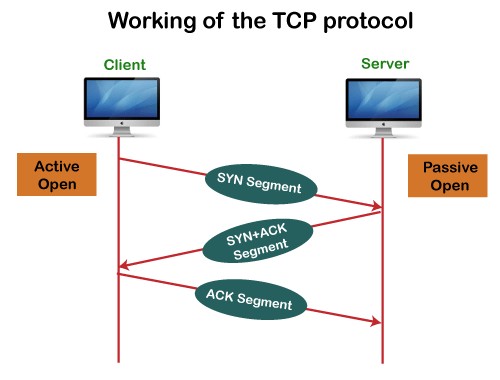 Working of the TCP protocol
Client
Server
Active
Open
Passive
Open
SYN Segment
SYN+ACK
Segment
ACK Segment